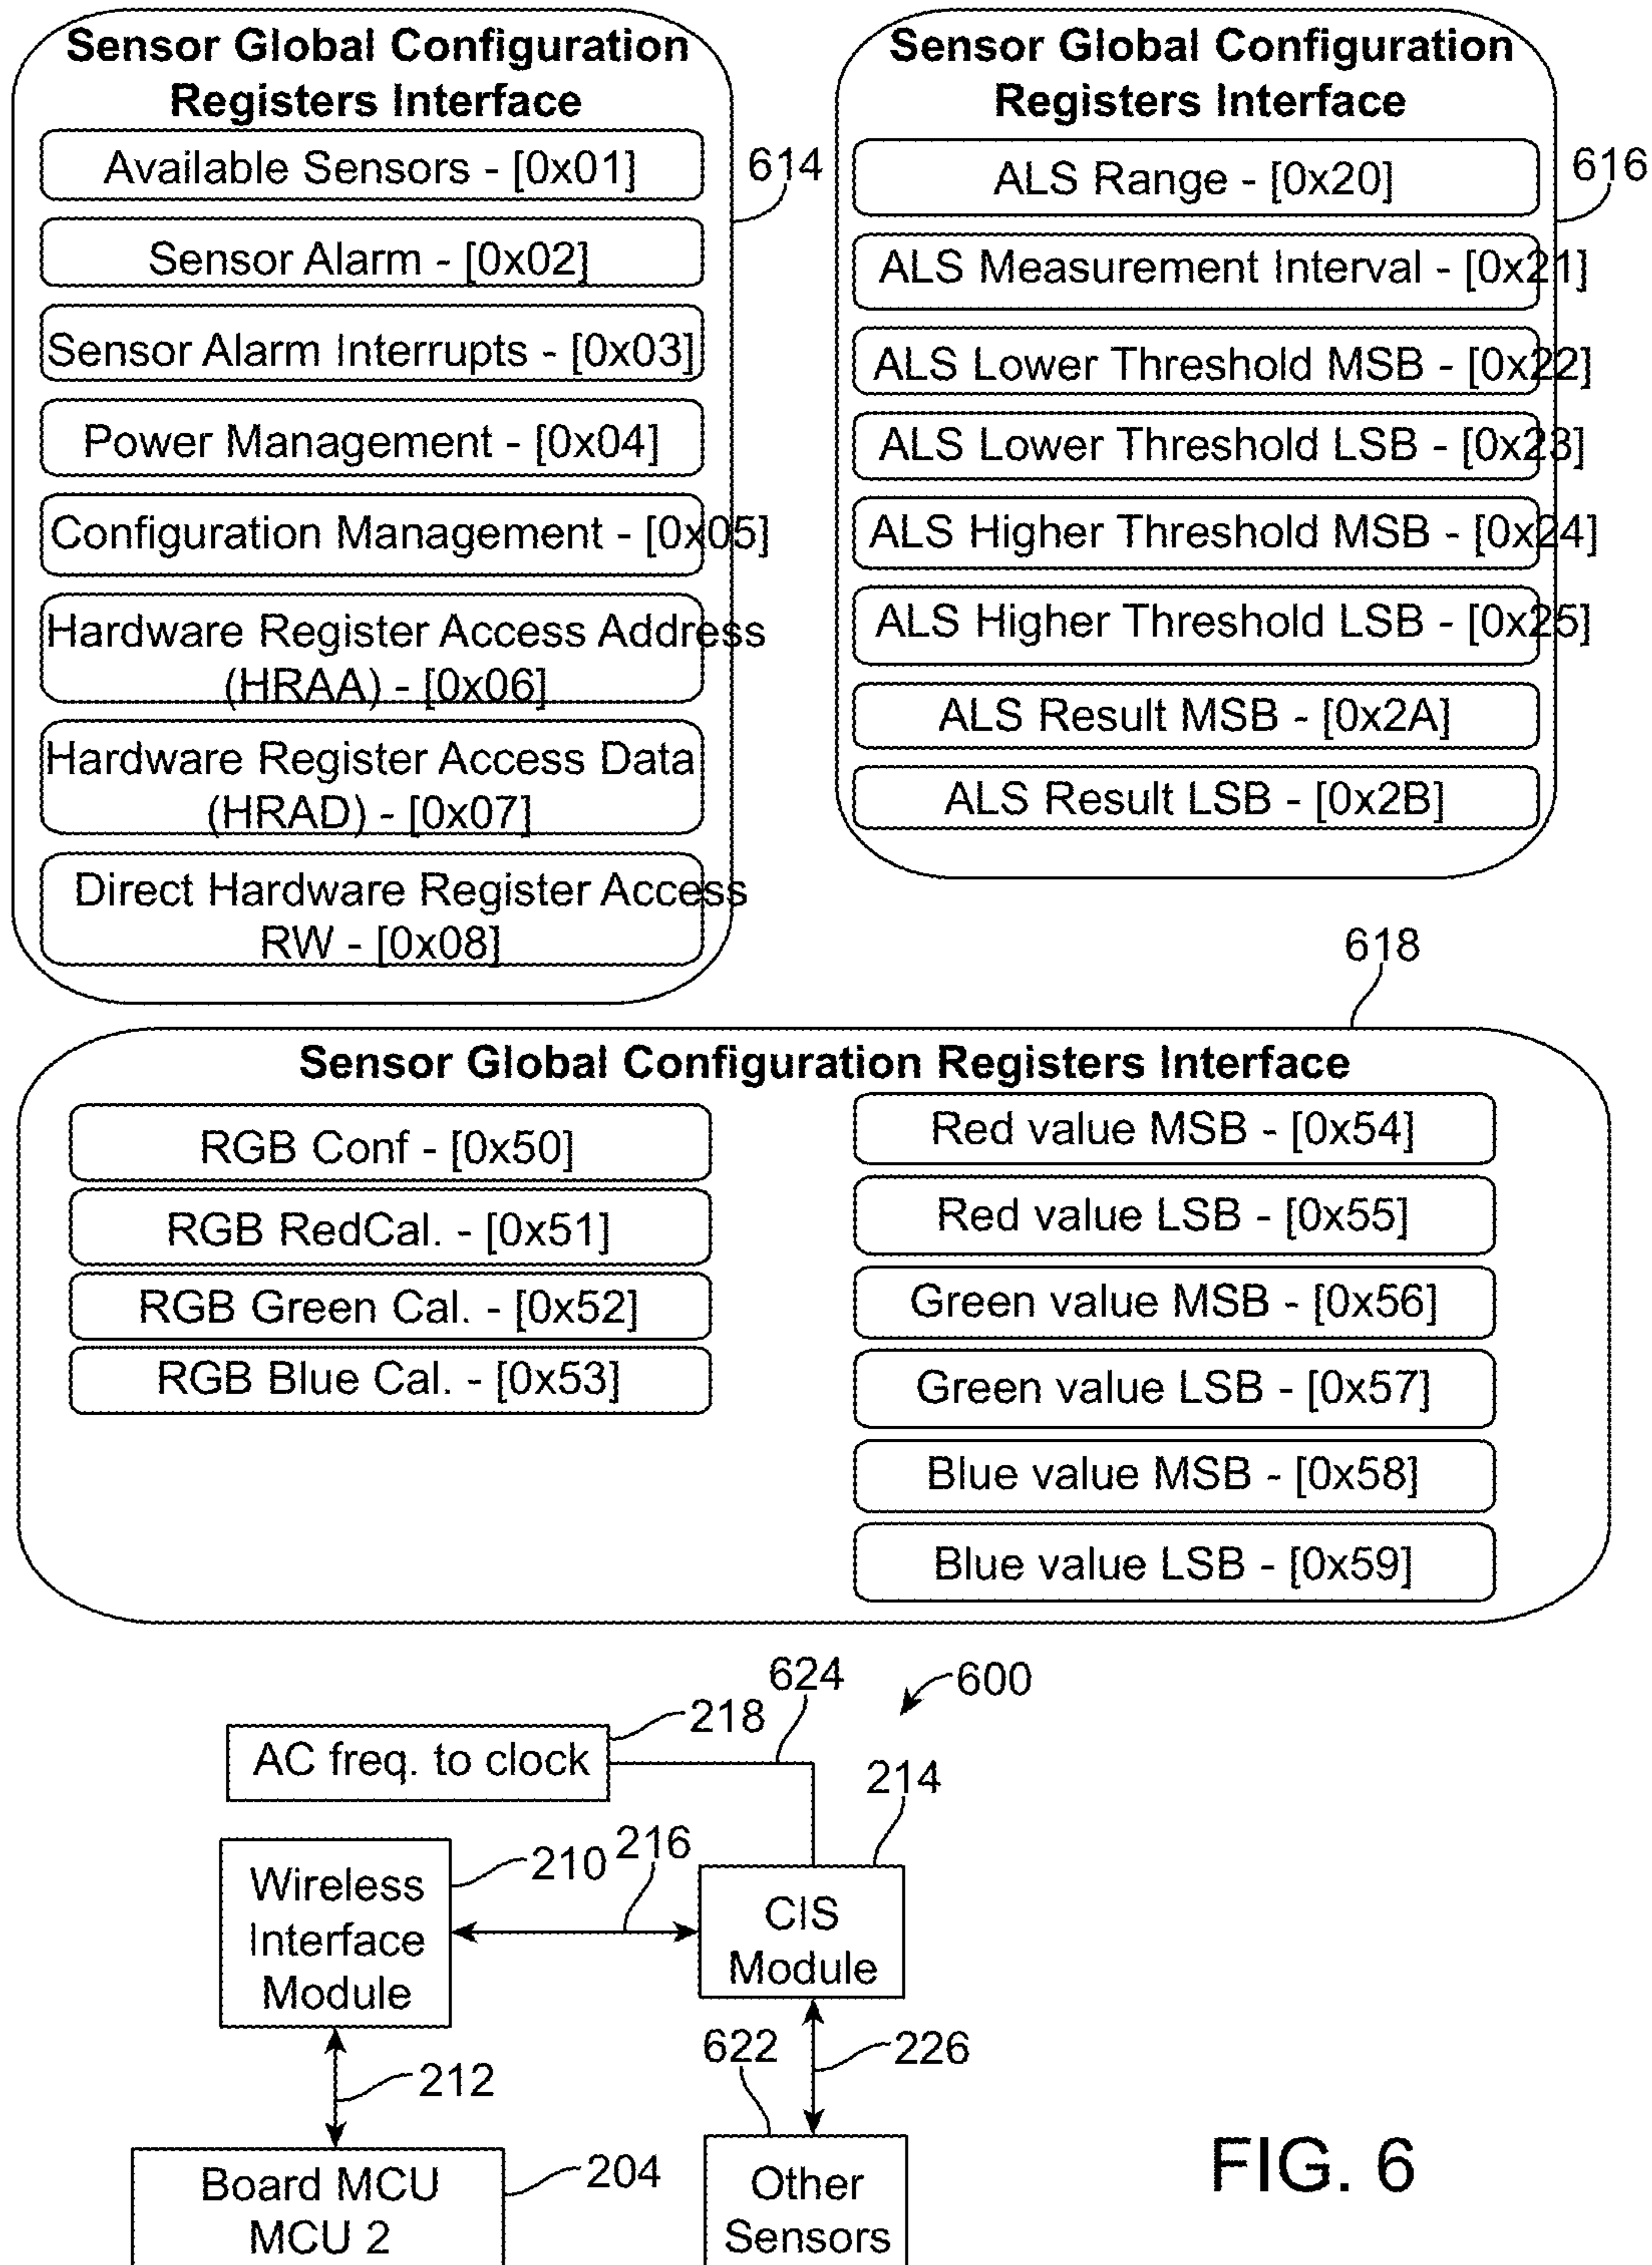 Sensor Global Configuration
Registers Interface
Available Sensors - [0x01]
Sensor Alarm - [0x02]
Sensor Alarm Interrupts - [0x03]
Power Management - [0x04]
Configuration Management - [0x05]
Hardware Register Access Address
(HRAA) - [0x06]
Hardware Register Access Data
(HRAD) - [0x07]
Direct Hardware Register Access
RW - [0x08]
614
Sensor Global Configuration
Registers Interface
ALS Range - [0x20]
ALS Measurement Interval - [0x21]
ALS Lower Threshold MSB - [0x22]
ALS Lower Threshold LSB - [0x23]
ALS Higher Threshold MSB - [0x24]
ALS Higher Threshold LSB - [0x25]
ALS Result MSB - [0x2A]
ALS Result LSB - [0x2B]
616
618
Sensor Global Configuration Registers Interface
RGB Conf - [0x50]
RGB RedCal. - [0x51]
RGB Green Cal. - [0x52]
RGB Blue Cal. - [0x53]
Red value MSB - [0x54]
Red value LSB - [0x55]
Green value MSB - [0x56]
Green value LSB - [0x57]
Blue value MSB - [0x58]
Blue value LSB - [0x59]
624
600
218
AC freq. to clock
214
210
216
Wireless
Interface
Module
CIS
Module
622
226
212
Board MCU
MCU 2
204
Other
Sensors
FIG. 6